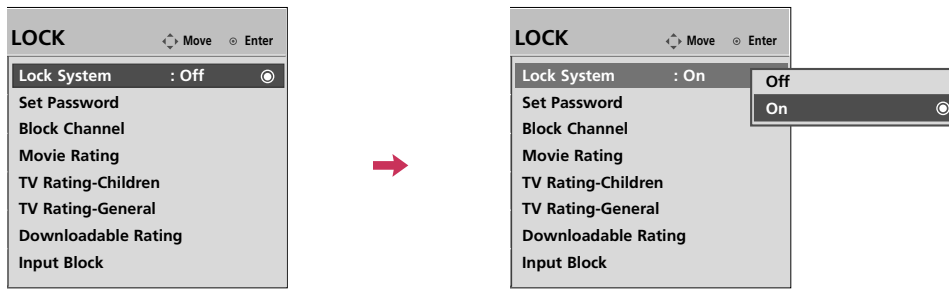 LOCK
Move Enter
Lock System : Off
Set Password
Block Channel
Movie Rating
TV Rating-Children
TV Rating-General
Downloadable Rating
Input Block
LOCK
Move Enter
Lock System : On
Set Password
Block Channel
Movie Rating
TV Rating-Children
TV Rating-General
Downloadable Rating
Input Block
Off
On